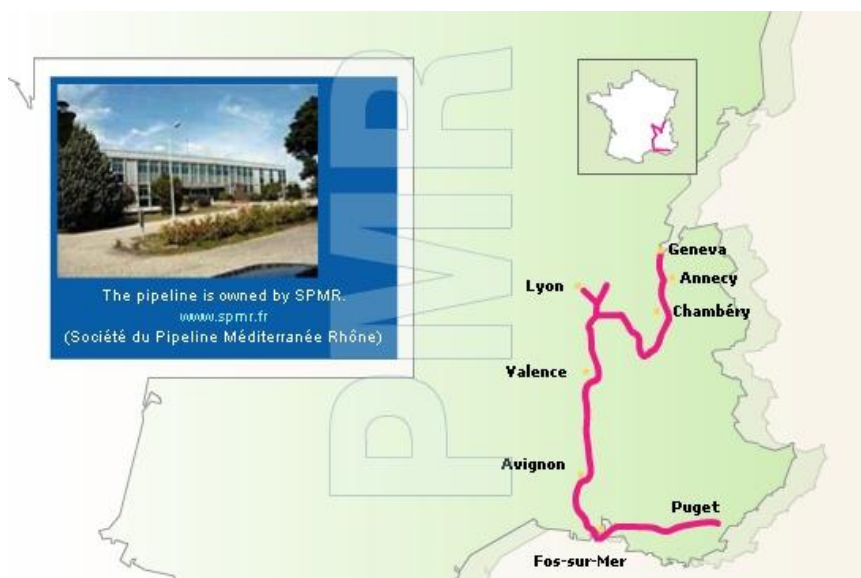 PMR
The pipeline is owned by SPMR.
www.spmr.fr
(Société du Pipeline Méditerranée Rhône)
Geneva
Lyon
Annecy
Chambéry
Valence
Avignon
Puget
Fos-sur-Mer